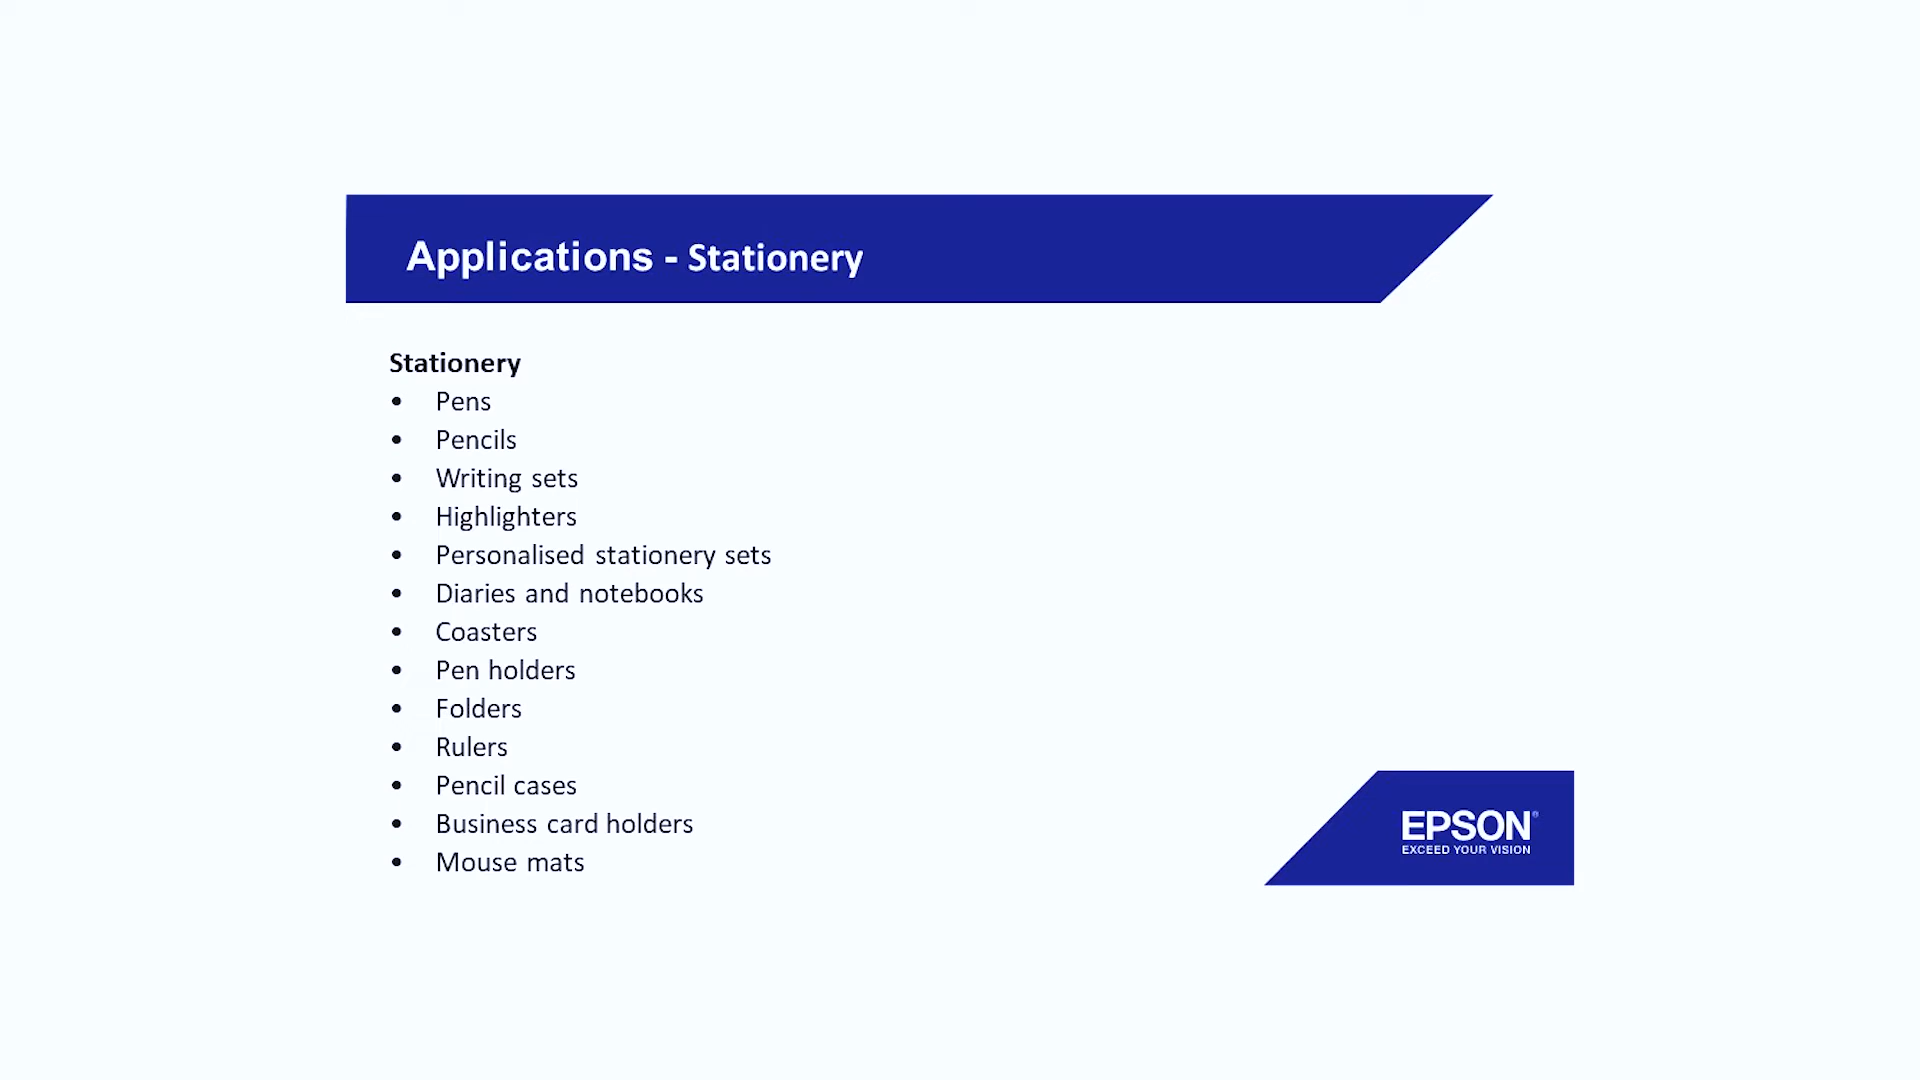 Applications - Stationery
Stationery
• Pens
• Pencils
• Writing sets
• Highlighters
• Personalised stationery sets
• Diaries and notebooks
• Coasters
• Pen holders
• Folders
• Rulers
• Pencil cases
• Business card holders
• Mouse mats
EPSON®
EXCEED YOUR VISION